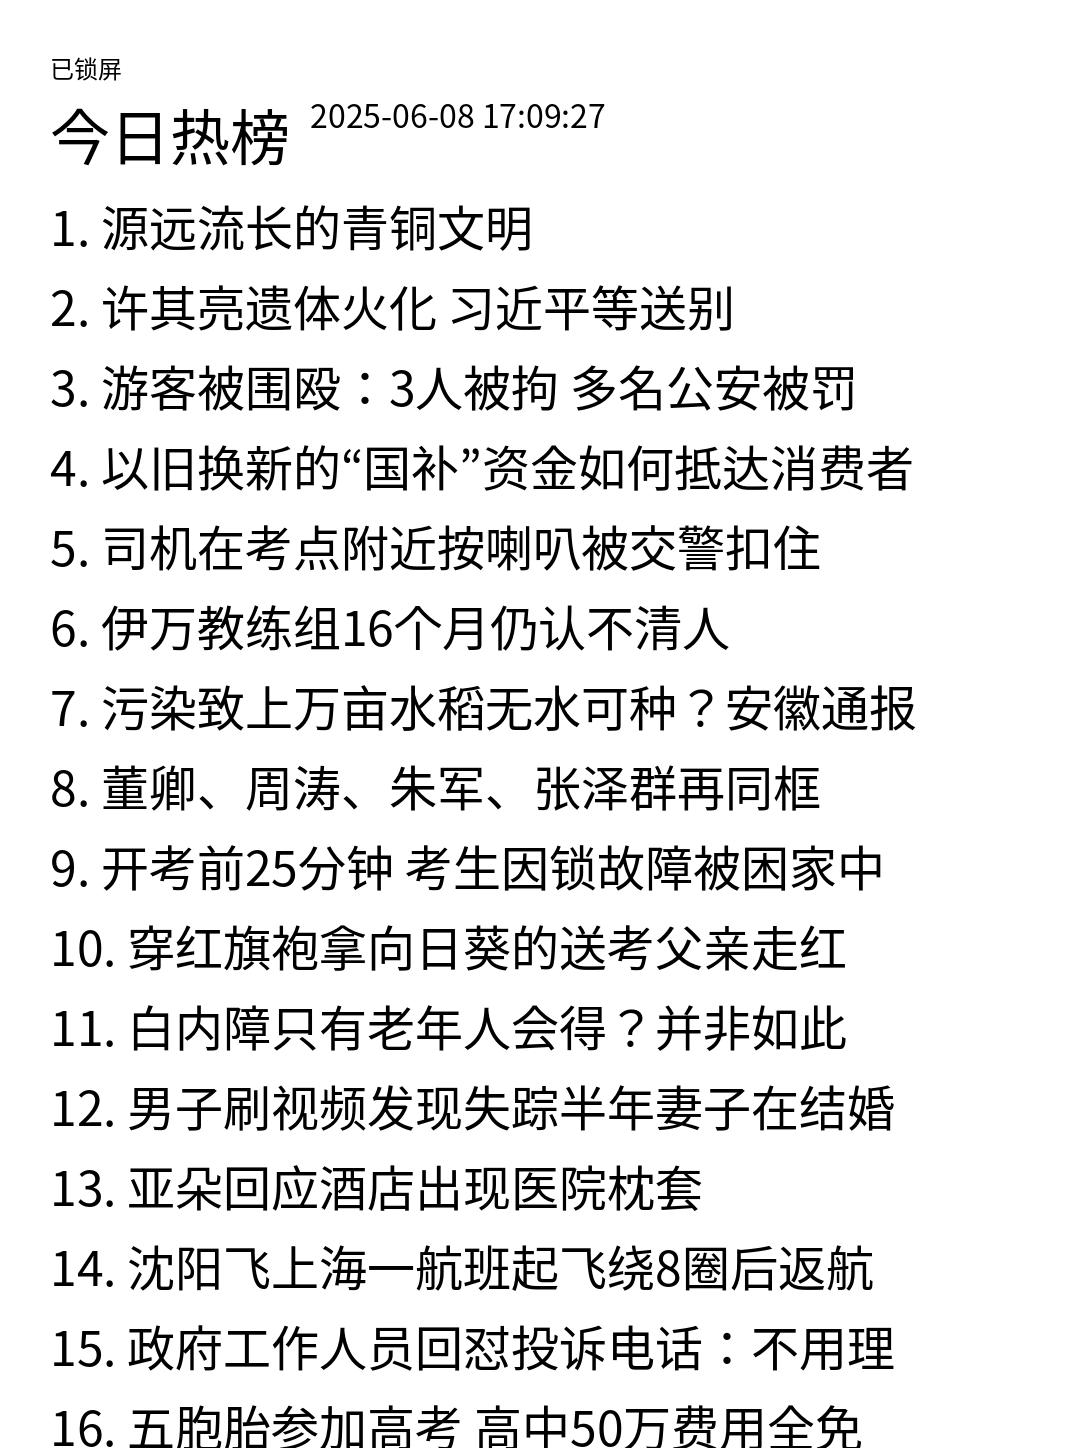 已锁屏
今日热榜 2025-06-08 17:09:27
1. 源远流长的青铜文明
2. 许其亮遗体火化 习近平等送别
3. 游客被围殴：3人被拘 多名公安被罚
4. 以旧换新的“国补”资金如何抵达消费者
5. 司机在考点附近按喇叭被交警扣住
6. 伊万教练组16个月仍认不清人
7. 污染致上万亩水稻无水可种？安徽通报
8. 董卿、周涛、朱军、张泽群再同框
9. 开考前25分钟 考生因锁故障被困家中
10. 穿红旗袍拿向日葵的送考父亲走红
11. 白内障只有老年人会得？并非如此
12. 男子刷视频发现失踪半年妻子在结婚
13. 亚朵回应酒店出现医院枕套
14. 沈阳飞上海一航班起飞绕8圈后返航
15. 政府工作人员回怼投诉电话：不用理
16. 五胞胎参加高考 高中50万费用全免